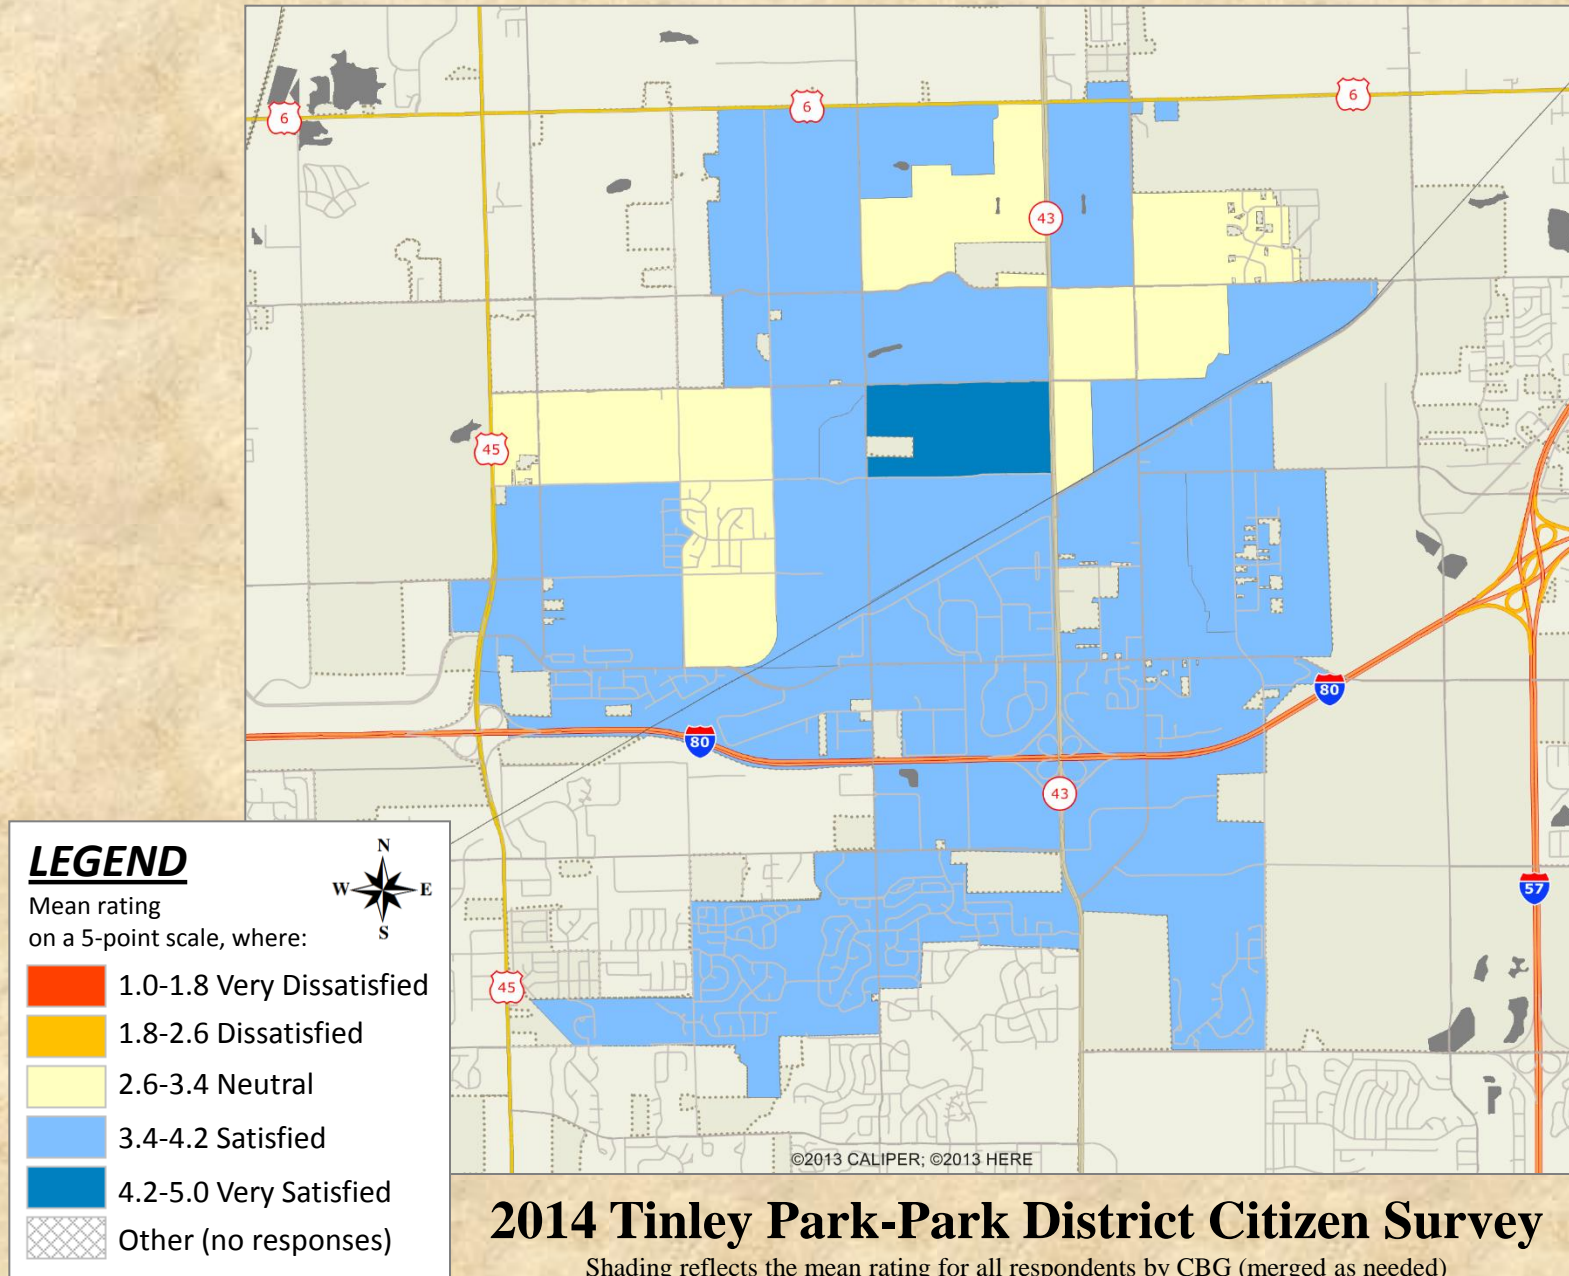 6
6
6
43
45
80
80
43
57
45
LEGEND
N
W E
S
Mean rating
on a 5-point scale, where:
1.0-1.8 Very Dissatisfied
1.8-2.6 Dissatisfied
2.6-3.4 Neutral
3.4-4.2 Satisfied
4.2-5.0 Very Satisfied
Other (no responses)
©2013 CALIPER; ©2013 HERE
2014 Tinley Park-Park District Citizen Survey
Shading reflects the mean rating for all respondents by CBG (merged as needed)